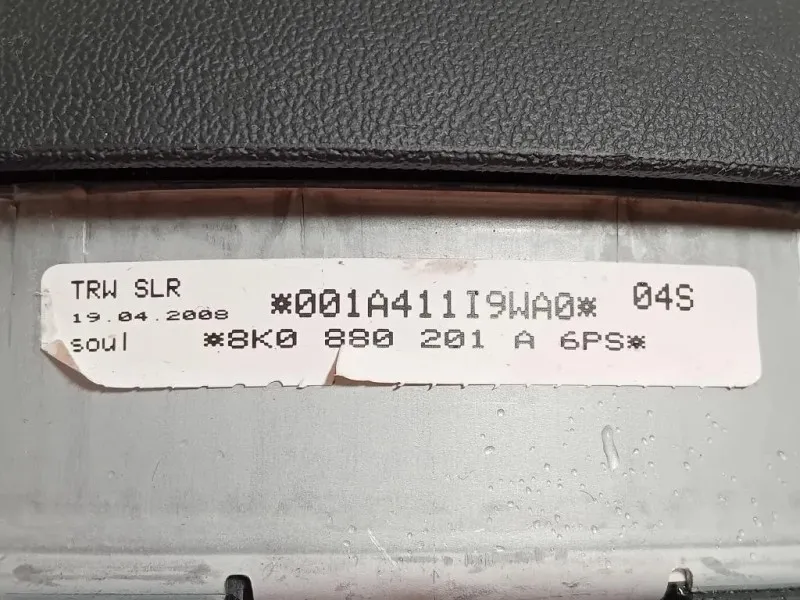 TRW SLR *001A411I9WA0* 04S
19.04.2008
soul *8K0 880 201 A 6PS*